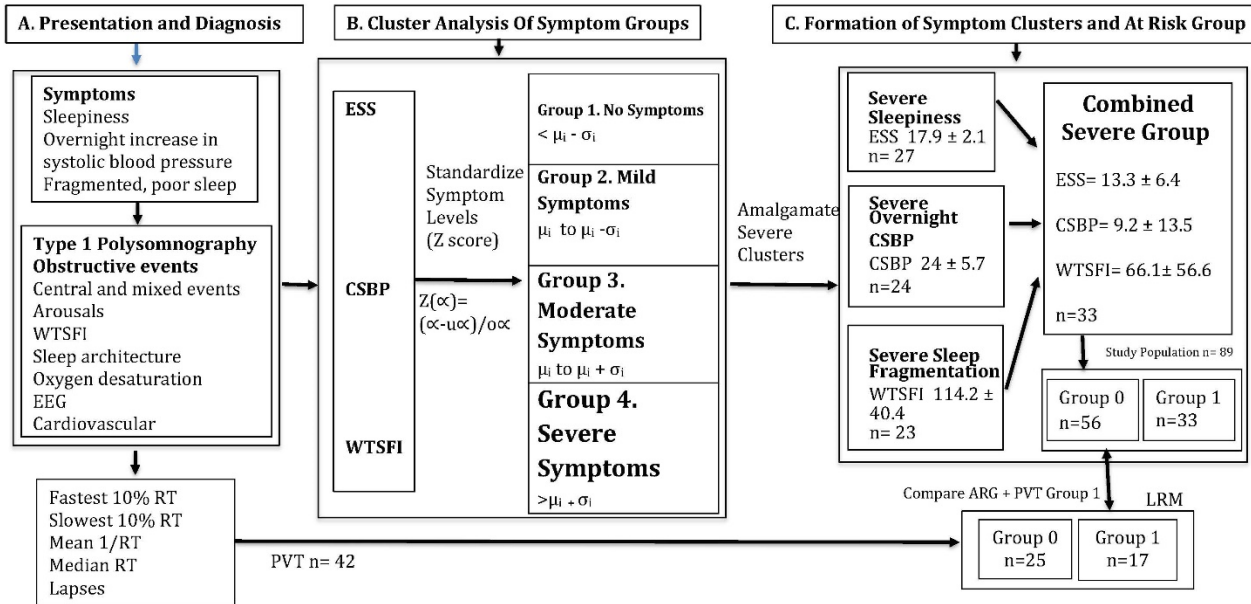 A. Presentation and Diagnosis
Symptoms
Sleepiness
Overnight increase in
systolic blood pressure
Fragmented, poor sleep
Type 1 Polysomnography
Obstructive events
Central and mixed events
Arousals
WTSFI
Sleep architecture
Oxygen desaturation
EEG
Cardiovascular
Fastest 10% RT
Slowest 10% RT
Mean 1/RT
Median RT
Lapses
PVT n= 42
B. Cluster Analysis Of Symptom Groups
ESS
CSBP
WTSFI
Standardize
Symptom
Levels
(Z score)
Z(∝)=
(∝-u∝)/o∝
Group 1. No Symptoms
< μi - σi
Group 2. Mild
Symptoms
μi to μi -σi
Group 3.
Moderate
Symptoms
μi to μi + σi
Group 4.
Severe
Symptoms
>μi + σi
Amalgamate
Severe
Clusters
C. Formation of Symptom Clusters and At Risk Group
Severe
Sleepiness
ESS 17.9 ± 2.1
n= 27
Severe
Overnight
CSBP
CSBP 24 ± 5.7
n=24
Severe Sleep
Fragmentation
WTSFI 114.2 ±
40.4
n= 23
Combined
Severe Group
ESS= 13.3 ± 6.4
CSBP= 9.2 ± 13.5
WTSFI= 66.1± 56.6
n=33
Study Population n= 89
Group 0
n=56
Group 1
n=33
Compare ARG + PVT Group 1
LRM
Group 0
n=25
Group 1
n=17